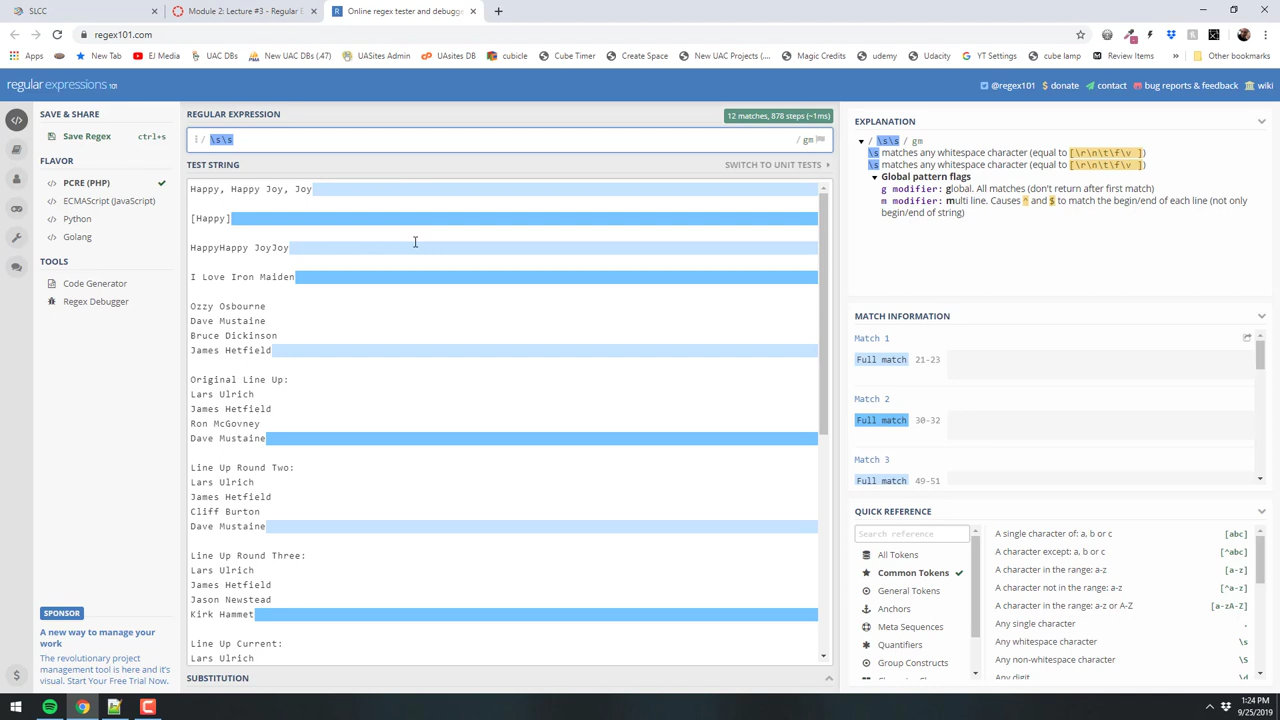 SLCC
Module 2: Lecture #3 - Regular E
Online regex tester and debugge
regex101.com
Apps
Btn
EJ Media
UAC DBs
New UAC DBs (.47)
UASites Admin
UAsites DB
cubicle
Cube Timer
Create Space
New UAC Projects (...
Magic Credits
udemy
Udacity
YT Settings
cube lamp
Review Items
Other bookmarks
regular expressions 101
@regex101
donate
contact
bug reports & feedback
wiki
SAVE & SHARE
Save Regex ctrl+s
FLAVOR
PCRE (PHP)
ECMAScript (JavaScript)
Python
Golang
TOOLS
Code Generator
Regex Debugger
SPONSOR
A new way to manage your
work
The revolutionary project
management tool is here and it's
visual. Start Your Free Trial Now.
REGULAR EXPRESSION
12 matches, 878 steps (~1ms)
/ \s\s / gm
TEST STRING
SWITCH TO UNIT TESTS
Happy, Happy Joy, Joy
[Happy]
HappyHappy JoyJoy
I Love Iron Maiden
Ozzy Osbourne
Dave Mustaine
Bruce Dickinson
James Hetfield
Original Line Up:
Lars Ulrich
James Hetfield
Ron McGovney
Dave Mustaine
Line Up Round Two:
Lars Ulrich
James Hetfield
Cliff Burton
Dave Mustaine
Line Up Round Three:
Lars Ulrich
James Hetfield
Jason Newstead
Kirk Hammet
Line Up Current:
Lars Ulrich
SUBSTITUTION
EXPLANATION
/ \s\s / gm
\s matches any whitespace character (equal to [\r\n\t\f\v ])
\s matches any whitespace character (equal to [\r\n\t\f\v ])
Global pattern flags
g modifier: global. All matches (don't return after first match)
m modifier: multi line. Causes ^ and $ to match the begin/end of each line (not only
begin/end of string)
MATCH INFORMATION
Match 1
Full match 21-23
Match 2
Full match 30-32
Match 3
Full match 49-51
QUICK REFERENCE
Search reference
All Tokens
Common Tokens
General Tokens
Anchors
Meta Sequences
Quantifiers
Group Constructs
A single character of: a, b or c [abc]
A character except: a, b or c [^abc]
A character in the range: a-z [a-z]
A character not in the range: a-z [^a-z]
A character in the range: a-z or A-Z [a-zA-Z]
Any single character .
Any whitespace character \s
Any non-whitespace character \S
Any digit \d
1:24 PM
9/25/2019